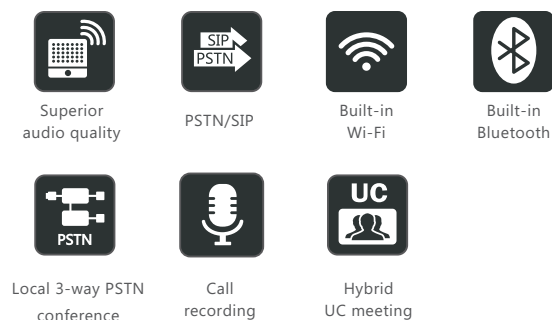 SIP
PSTN
Superior
audio quality
PSTN/SIP
Built-in
Wi-Fi
Built-in
Bluetooth
PSTN
UC
Local 3-way PSTN
conference
Call
recording
Hybrid
UC meeting